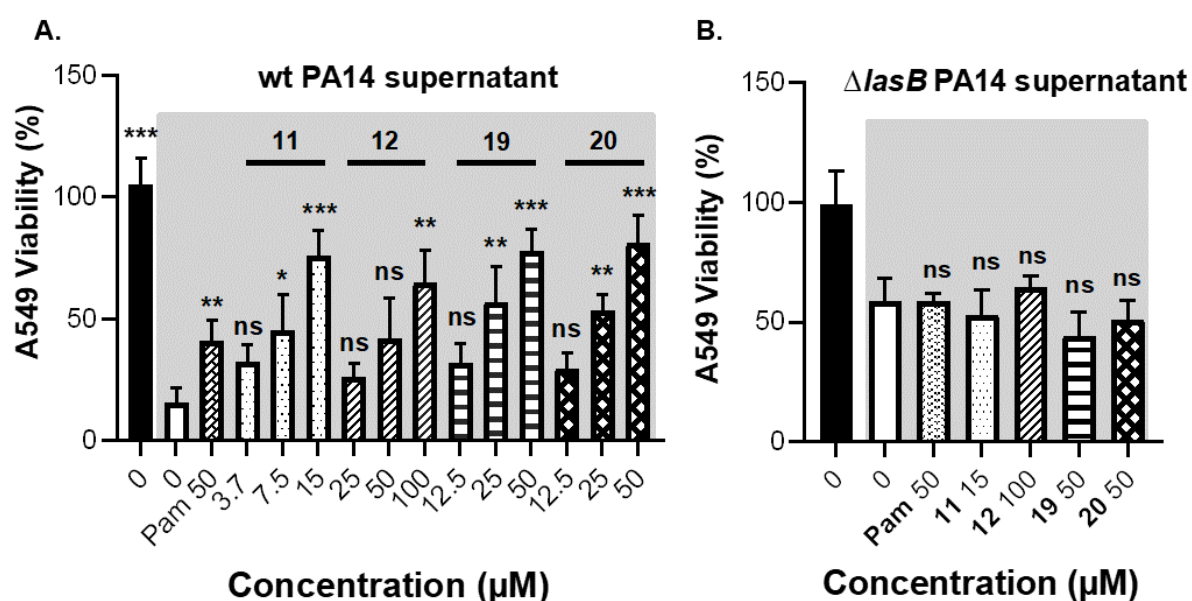 A.
wt PA14 supernatant
A549 Viability (%)
150
100
50
0
11
12
19
20
***
**
ns
*
***
ns
ns
**
ns
**
***
ns
**
***
0
0
Pam 50
3.7
7.5
15
25
50
100
12.5
25
50
12.5
25
50
Concentration (µM)
B.
ΔlasB PA14 supernatant
A549 Viability (%)
150
100
50
0
ns
ns
ns
ns
ns
0
0
Pam 50
11 15
12 100
19 50
20 50
Concentration (µM)